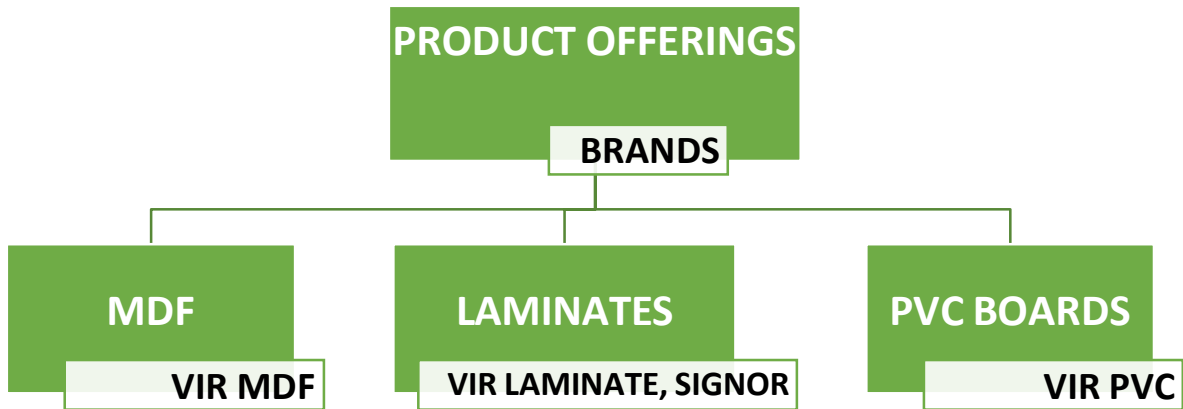 PRODUCT OFFERINGS
BRANDS
MDF
VIR MDF
LAMINATES
VIR LAMINATE, SIGNOR
PVC BOARDS
VIR PVC